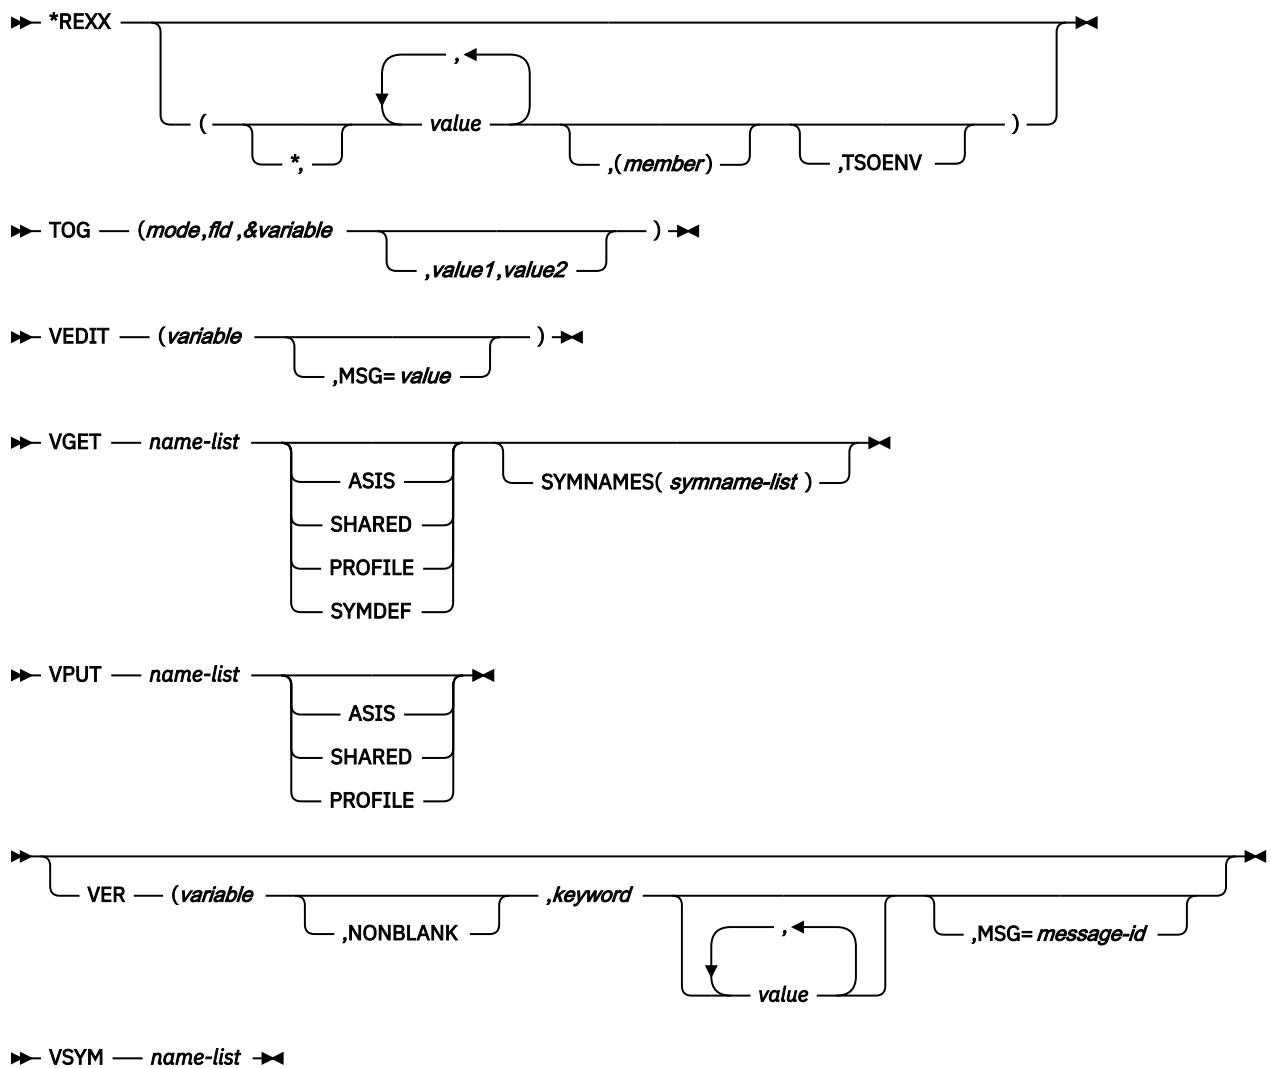 *REXX
,
( value )
*, ,(member) ,TSOENV
TOG (mode,fld ,&variable )
,value1,value2
VEDIT (variable )
,MSG=value
VGET name-list
ASIS SYMNAMES( symname-list )
SHARED
PROFILE
SYMDEF
VPUT name-list
ASIS
SHARED
PROFILE
VER (variable ,keyword
,NONBLANK , ,MSG=message-id
value
VSYM name-list